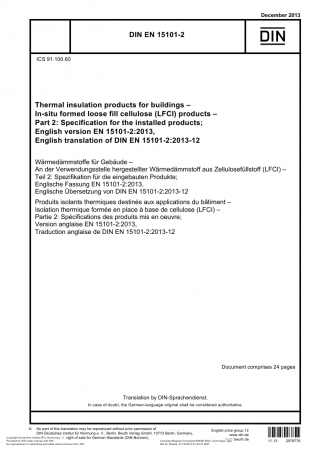 December 2013
DIN EN 15101-2
DIN
ICS 91.100.60
Thermal insulation products for buildings –
In-situ formed loose fill cellulose (LFCI) products –
Part 2: Specification for the installed products;
English version EN 15101-2:2013,
English translation of DIN EN 15101-2:2013-12
Wärmedämmstoffe für Gebäude –
An der Verwendungsstelle hergestellter Wärmedämmstoff aus Zellulosefüllstoff (LFCI) –
Teil 2: Spezifikation für die eingebauten Produkte;
Englische Fassung EN 15101-2:2013,
Englische Übersetzung von DIN EN 15101-2:2013-12
Produits isolants thermiques destinés aux applications du bâtiment –
Isolation thermique formée en place à base de cellulose (LFCI) –
Partie 2: Spécifications des produits mis en oeuvre;
Version anglaise EN 15101-2:2013,
Traduction anglaise de DIN EN 15101-2:2013-12
Document comprises 24 pages
Translation by DIN-Sprachendienst.
In case of doubt, the German-language original shall be considered authoritative.
© No part of this translation may be reproduced without prior permission of
DIN Deutsches Institut für Normung e. V., Berlin. Beuth Verlag GmbH, 10772 Berlin, Germany,
right of sale for German Standards (DIN-Normen).
English price group 12
www.din.de
www.beuth.de